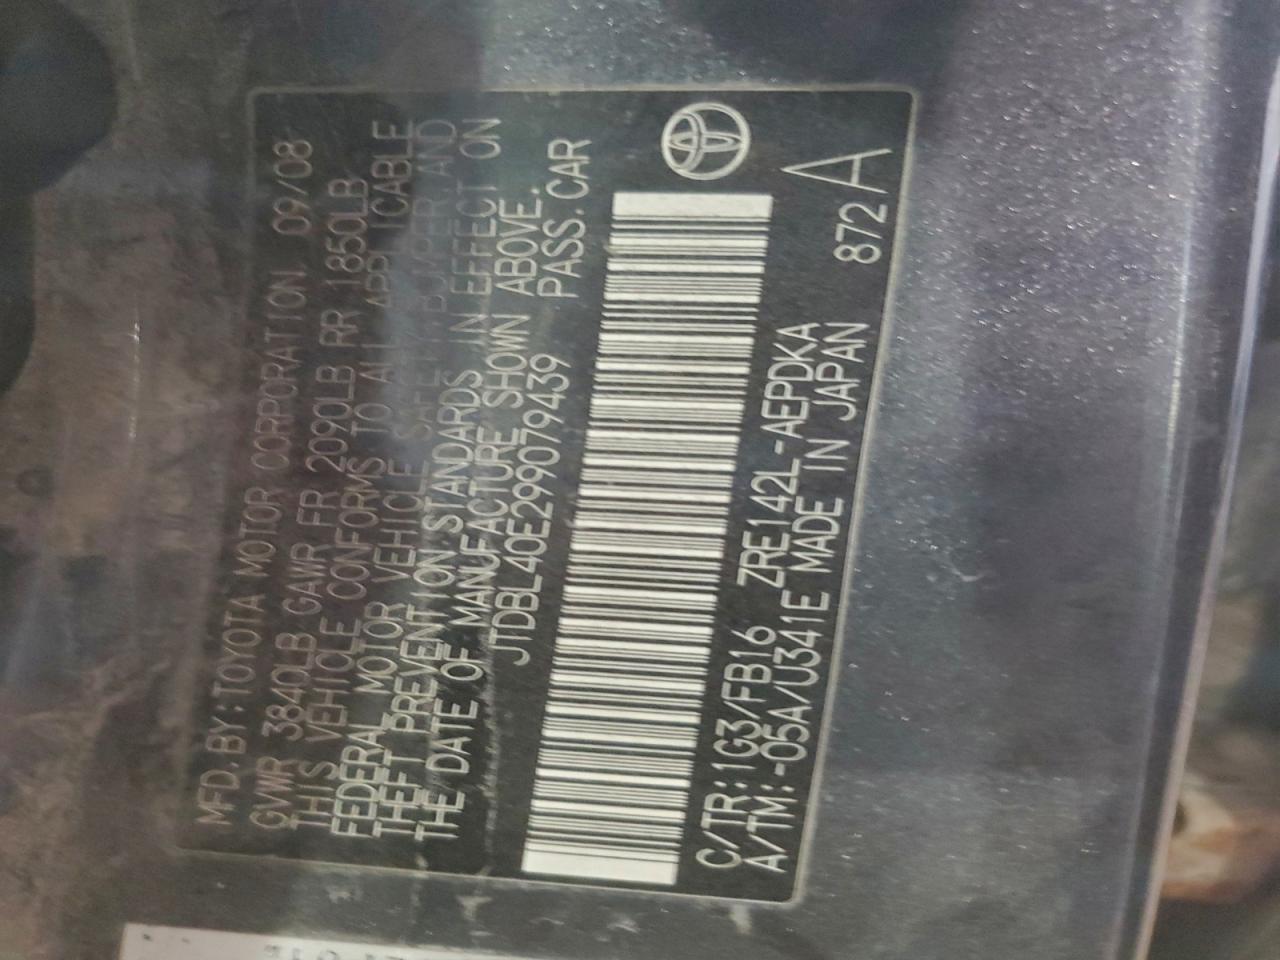 MFD.BY:TOYOTA MOTOR CORPORATION 09/08
GVWR 3840LB GAWR FR 2090LB RR 1850LB
THIS VEHICLE CONFORMS TO ALL APPLICABLE
FEDERAL MOTOR VEHICLE SAFETY BUMPER AND
THEFT PREVENTION STANDARDS IN EFFECT ON
THE DATE OF MANUFACTURE SHOWN ABOVE.
JTDBL40E299079439 PASS.CAR
C/TR:1G3/FB16 ZRE142L-AEPDKA
A/TM:-05A/U341E MADE IN JAPAN 872 A